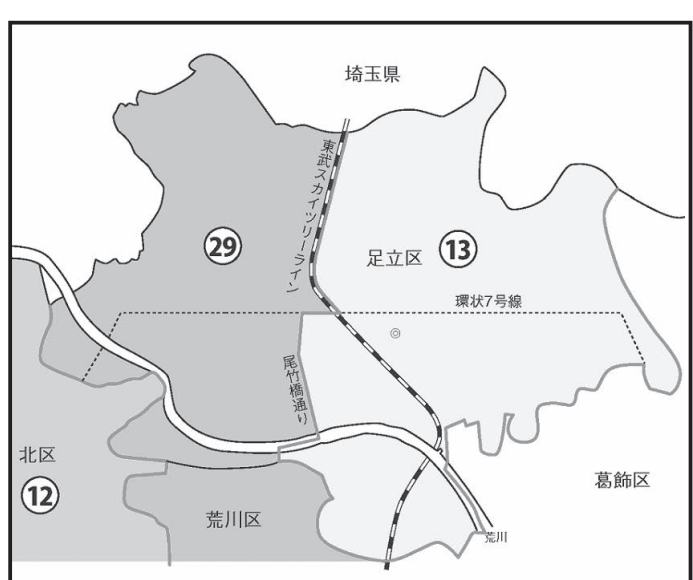 埼玉県
東武スカイツリーライン
29
足立区
13
環状7号線
尾竹橋通り
北区
12
荒川区
葛飾区
荒川